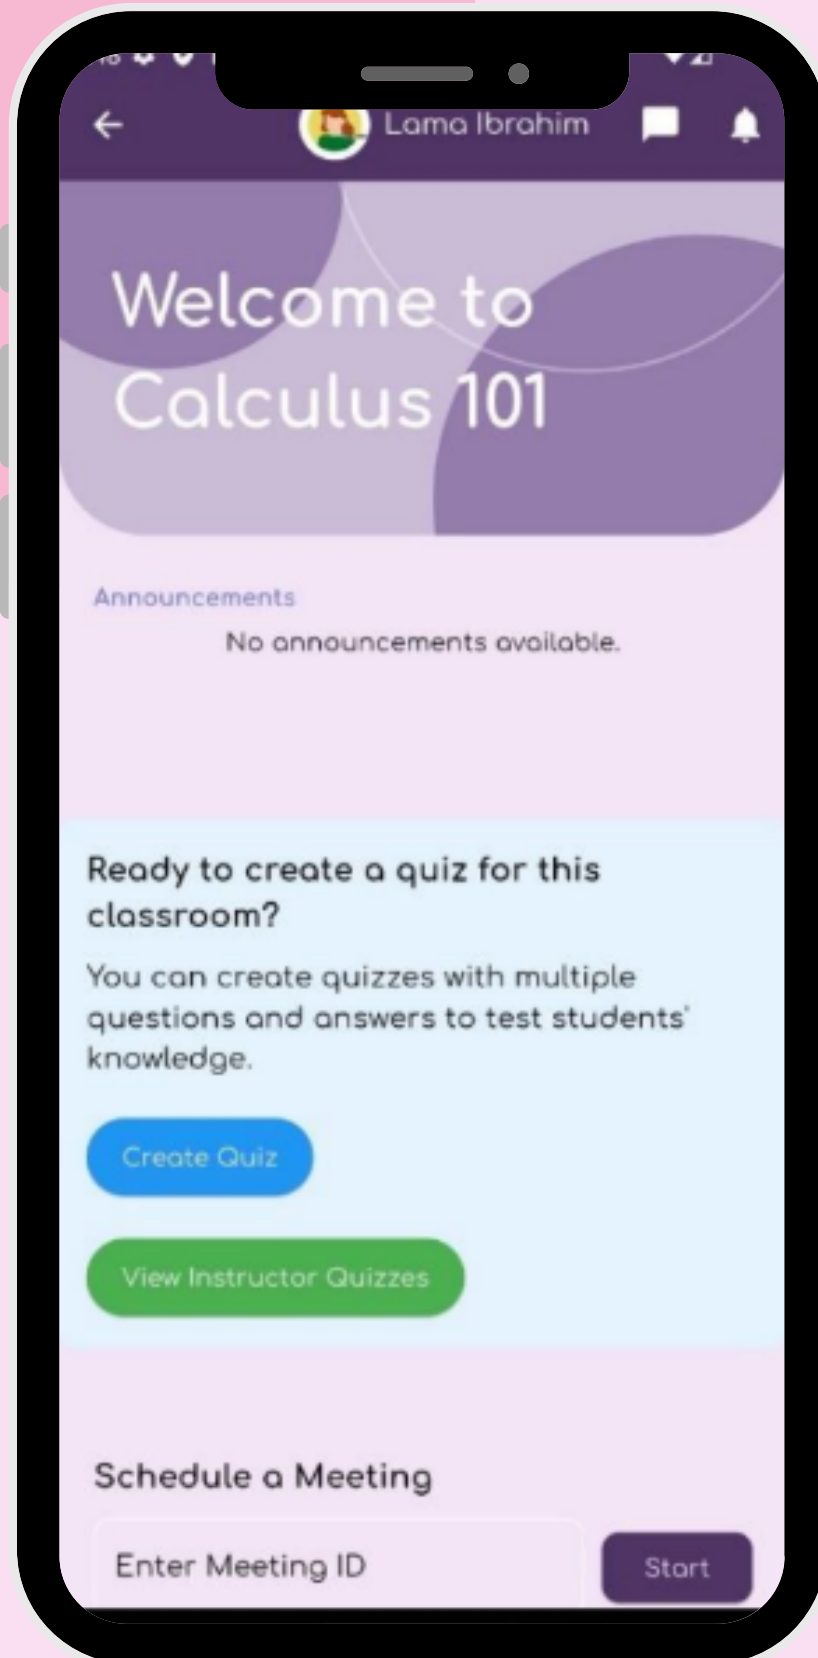 Lama Ibrahim
Welcome to
Calculus 101
Announcements
No announcements available.
Ready to create a quiz for this
classroom?
You can create quizzes with multiple
questions and answers to test students'
knowledge.
Create Quiz
View Instructor Quizzes
Schedule a Meeting
Enter Meeting ID
Start